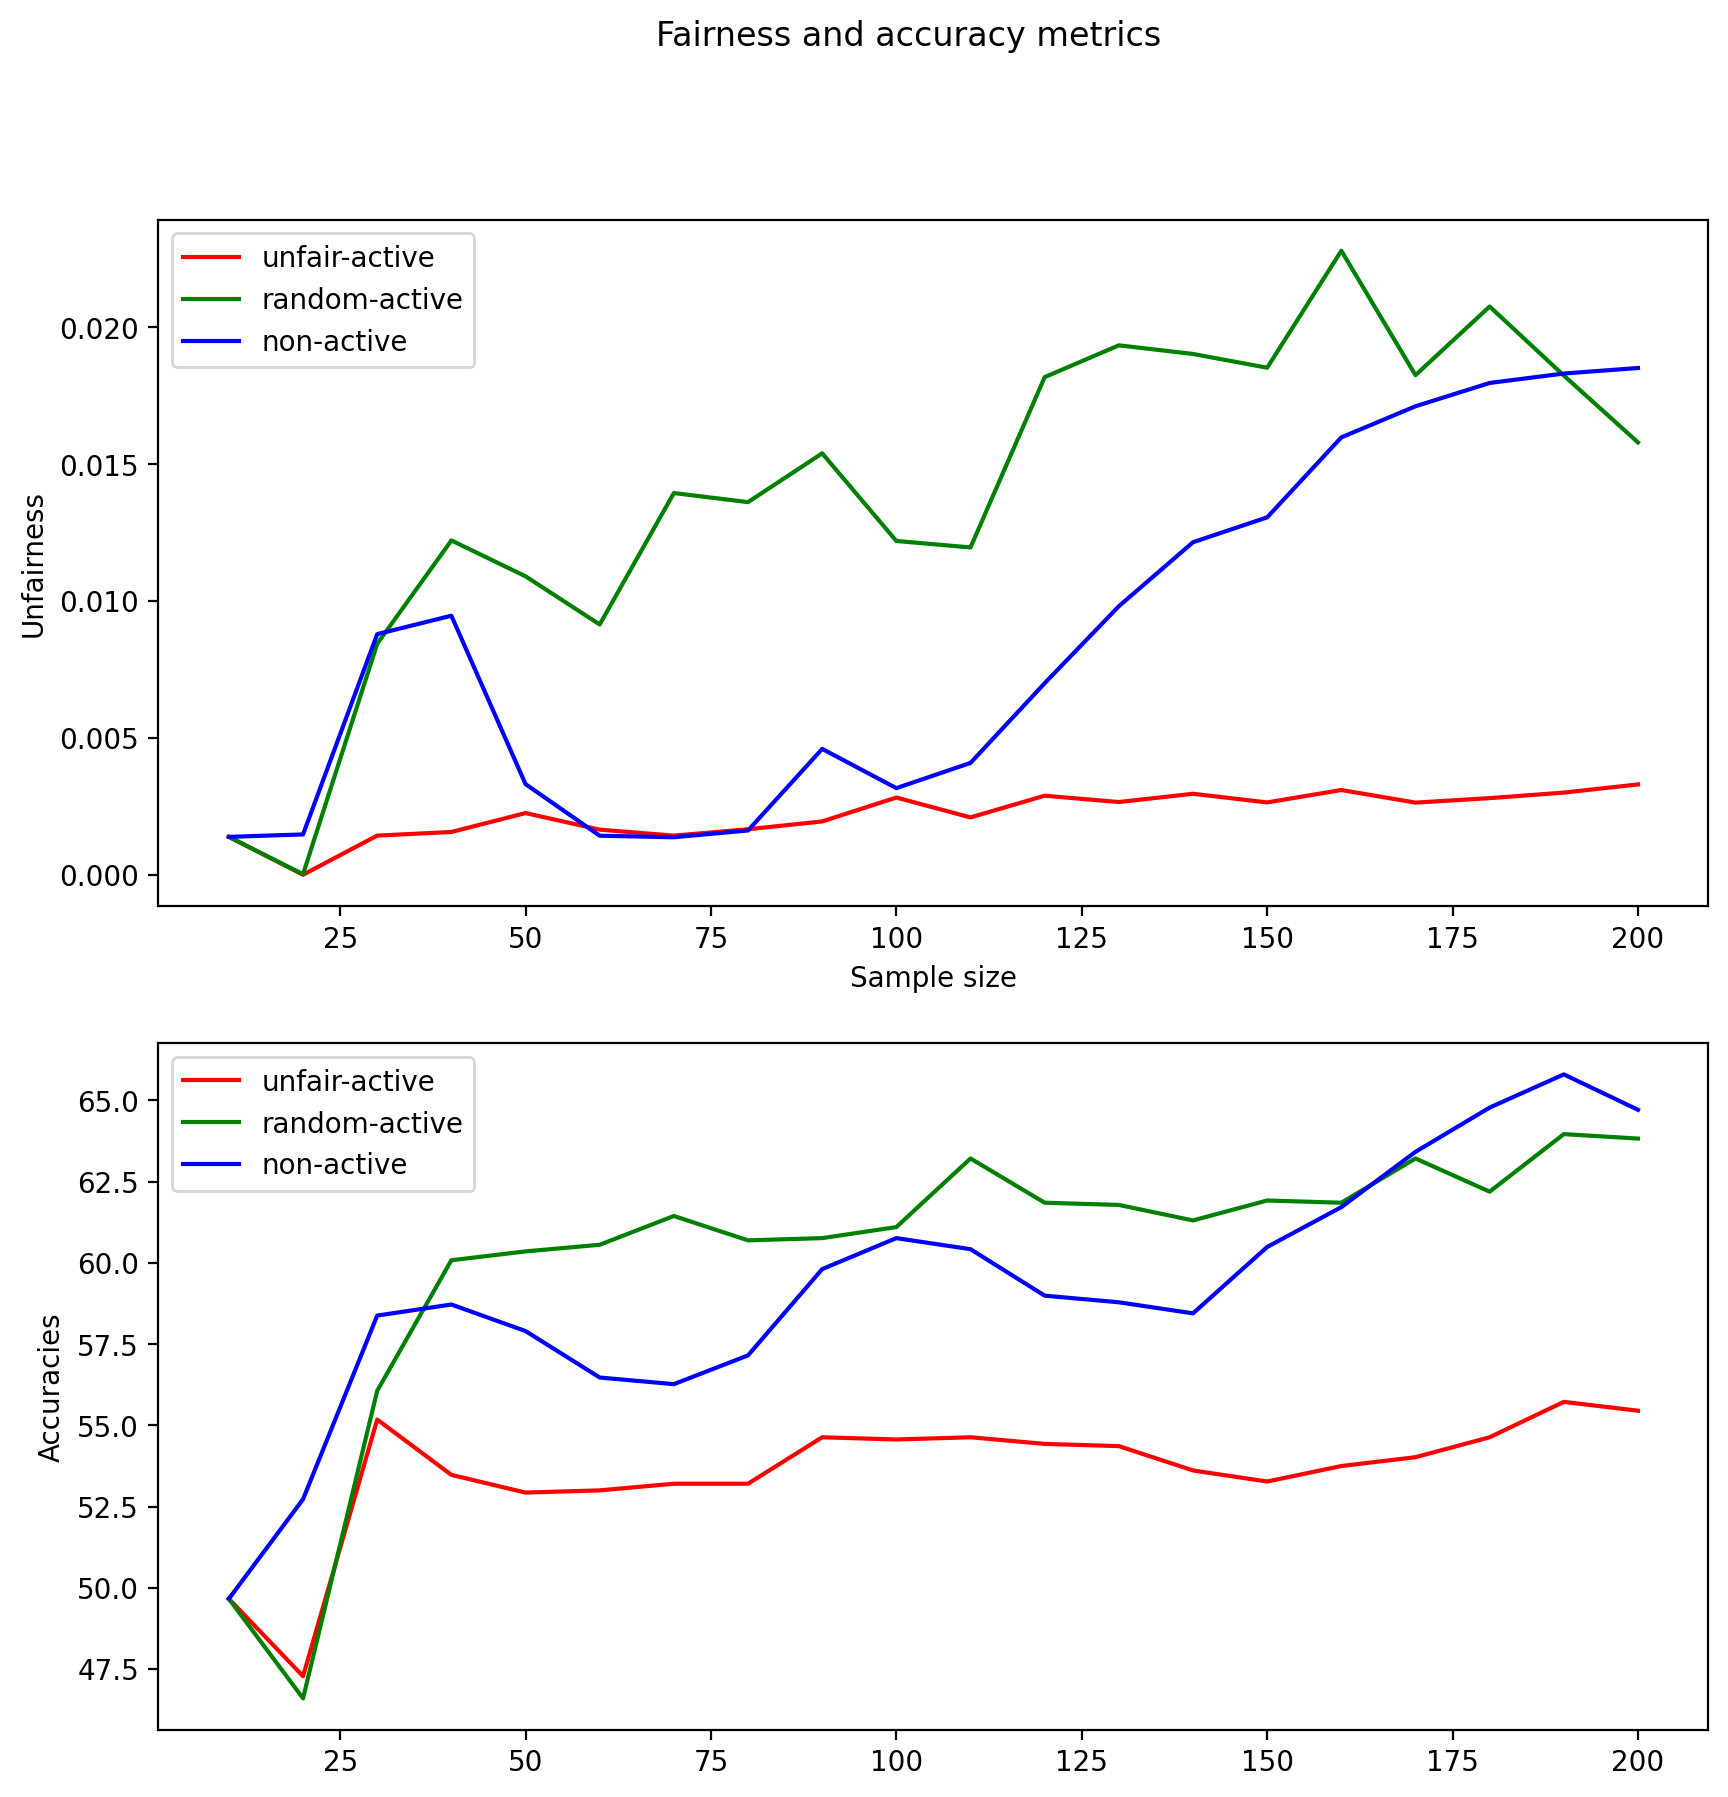 Fairness and accuracy metrics
unfair-active
random-active
non-active
0.020
0.015
0.010
0.005
0.000
Unfairness
25 50 75 100 125 150 175 200
Sample size
unfair-active
random-active
non-active
65.0
62.5
60.0
57.5
55.0
52.5
50.0
47.5
Accuracies
25 50 75 100 125 150 175 200